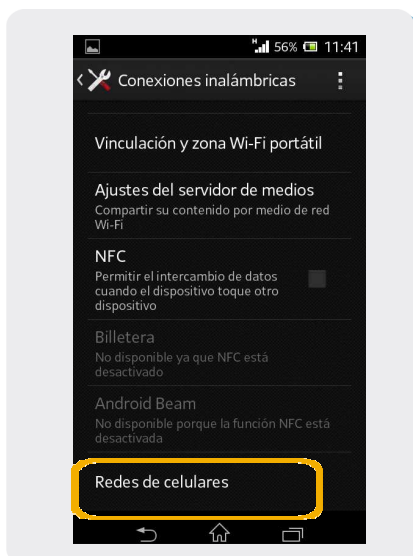 H 56% 11:41
Conexiones inalámbricas
Vinculación y zona Wi-Fi portátil
Ajustes del servidor de medios
Compartir su contenido por medio de red
Wi-Fi
NFC
Permitir el intercambio de datos
cuando el dispositivo toque otro
dispositivo
Billetera
No disponible ya que NFC está
desactivado
Android Beam
No disponible porque la función NFC está
desactivada
Redes de celulares